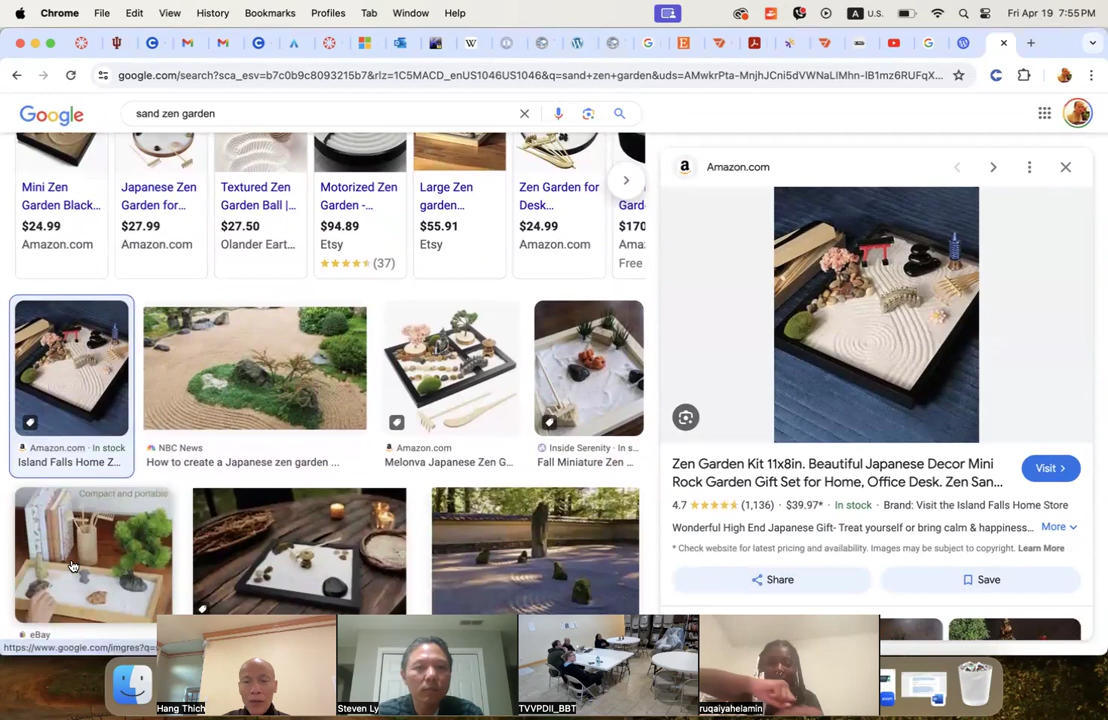 Chrome File Edit View History Bookmarks Profiles Tab Window Help
A U.S. Fri Apr 19 7:55 PM
google.com/search?sca_esv=b7c0b9c8093215b7&rlz=1C5MACD_enUS1046US1046&q=sand+zen+garden&uds=AMwkrPta-MnjhJCni5dVWNaLIMhn-IB1mz6RUFqX...
Google
sand zen garden
Mini Zen
Garden Black...
$24.99
Amazon.com
Japanese Zen
Garden for...
$27.99
Amazon.com
Textured Zen
Garden Ball |...
$27.50
Olander Eart...
Motorized Zen
Garden -...
$94.89
Etsy
(37)
Large Zen
garden...
$55.91
Etsy
Zen Garden for
Desk...
$24.99
Amazon.com
Gard
$170
Ama
Free
Amazon.com · In stock
Island Falls Home Z...
NBC News
How to create a Japanese zen garden ...
Amazon.com
Melonva Japanese Zen G...
Inside Serenity · In s...
Fall Miniature Zen ...
Compact and portable
eBay
https://www.google.com/imgres?q=s
Amazon.com
Zen Garden Kit 11x8in. Beautiful Japanese Decor Mini
Rock Garden Gift Set for Home, Office Desk. Zen San...
Visit
4.7 (1,136) · $39.97* · In stock · Brand: Visit the Island Falls Home Store
Wonderful High End Japanese Gift- Treat yourself or bring calm & happiness...
More
* Check website for latest pricing and availability. Images may be subject to copyright. Learn More
Share
Save
Hang Thich
Steven Ly
TVVPDII_BBT
ruqaiyahelamin